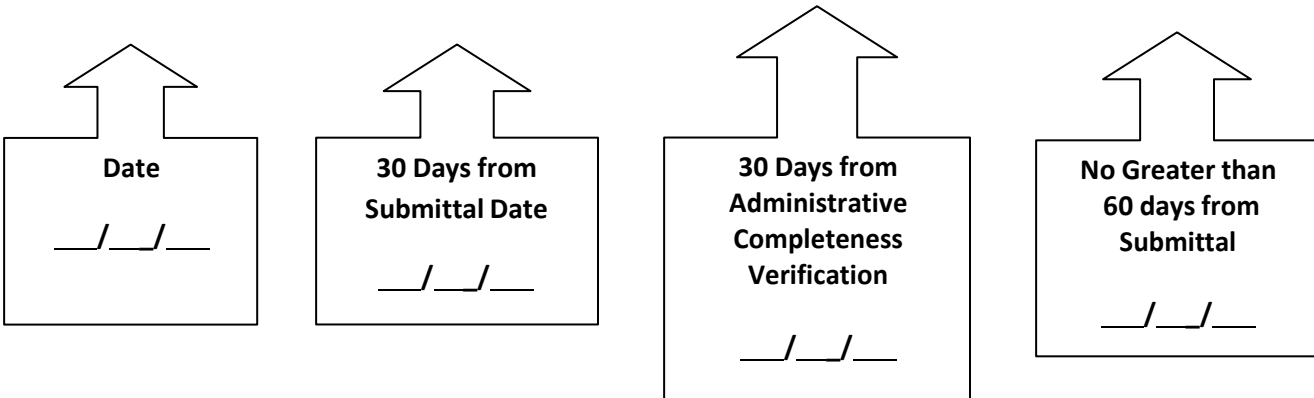 Date
___/___/___
30 Days from
Submittal Date
___/___/___
30 Days from
Administrative
Completeness
Verification
___/___/___
No Greater than
60 days from
Submittal
___/___/___